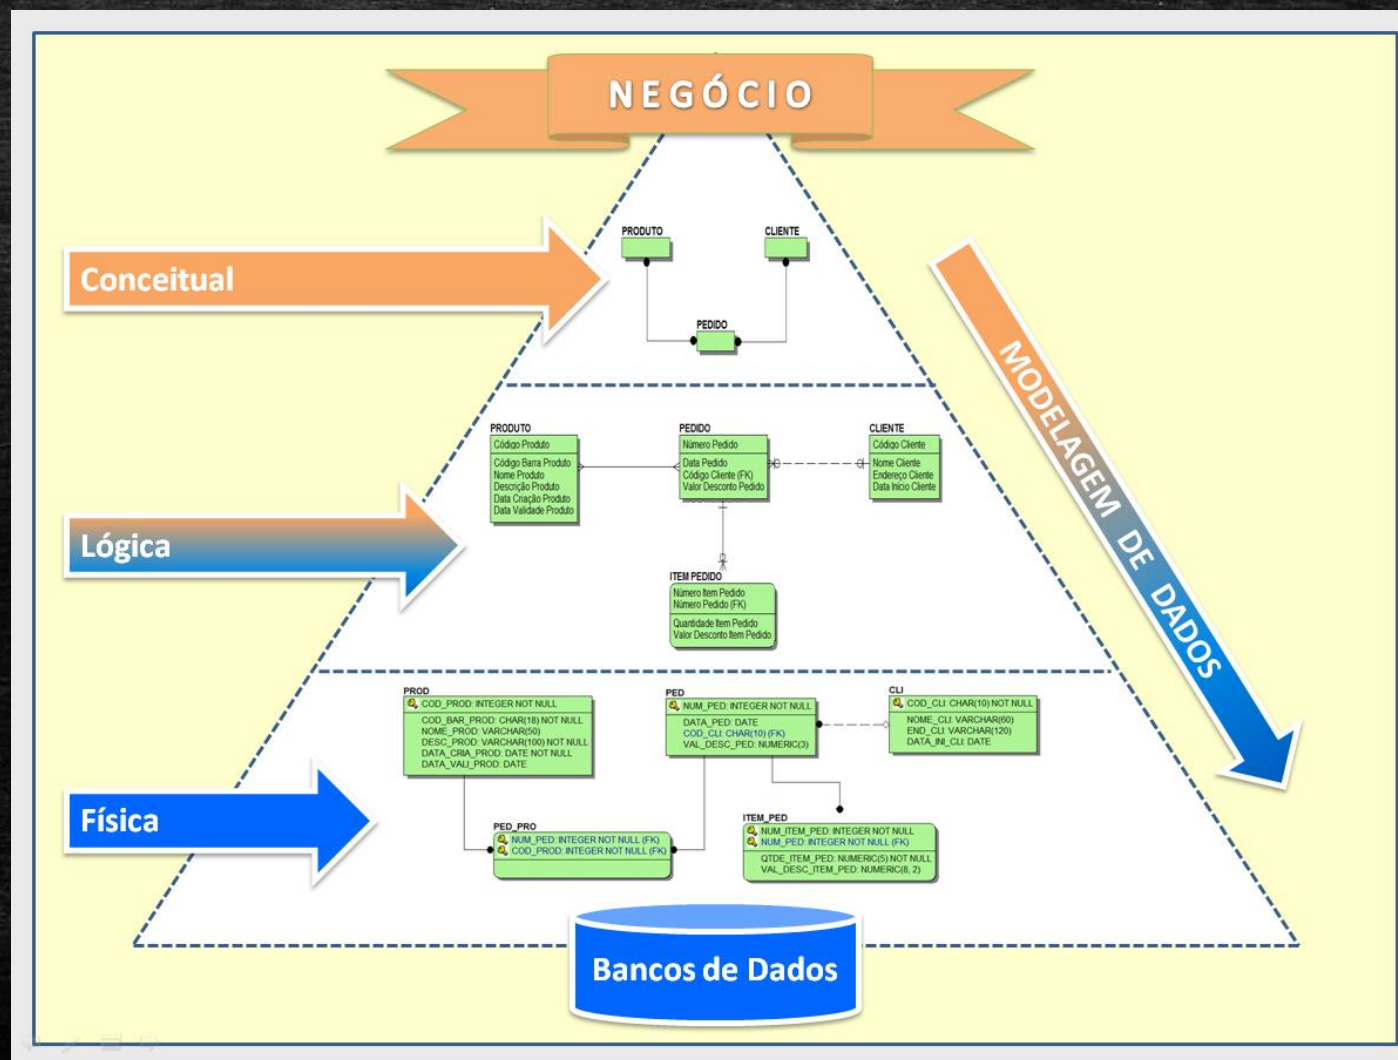 NEGÓCIO
PRODUTO
CLIENTE
Conceitual
PEDIDO
MODELAGEM DE DADOS
PRODUTO
Código Produto
Código Barra Produto
Nome Produto
Descrição Produto
Data Criação Produto
Data Validade Produto
PEDIDO
Número Pedido
Data Pedido
Código Cliente (FK)
Valor Desconto Pedido
CLIENTE
Código Cliente
Nome Cliente
Endereço Cliente
Data Início Cliente
Lógica
ITEM PEDIDO
Número Item Pedido
Número Pedido (FK)
Quantidade Item Pedido
Valor Desconto Item Pedido
PROD
COD_PROD: INTEGER NOT NULL
COD_BAR_PROD: CHAR(18) NOT NULL
NOME_PROD: VARCHAR(50)
DESC_PROD: VARCHAR(100) NOT NULL
DATA_CRIA_PROD: DATE NOT NULL
DATA_VALI_PROD: DATE
PED
NUM_PED: INTEGER NOT NULL
DATA_PED: DATE
COD_CLI: CHAR(10) (FK)
VAL_DESC_PED: NUMERIC(3)
CLI
COD_CLI: CHAR(10) NOT NULL
NOME_CLI: VARCHAR(60)
END_CLI: VARCHAR(120)
DATA_INI_CLI: DATE
Física
PED_PRO
NUM_PED: INTEGER NOT NULL (FK)
COD_PROD: INTEGER NOT NULL (FK)
ITEM_PED
NUM_ITEM_PED: INTEGER NOT NULL
NUM_PED: INTEGER NOT NULL (FK)
QTDE_ITEM_PED: NUMERIC(5) NOT NULL
VAL_DESC_ITEM_PED: NUMERIC(8, 2)
Bancos de Dados